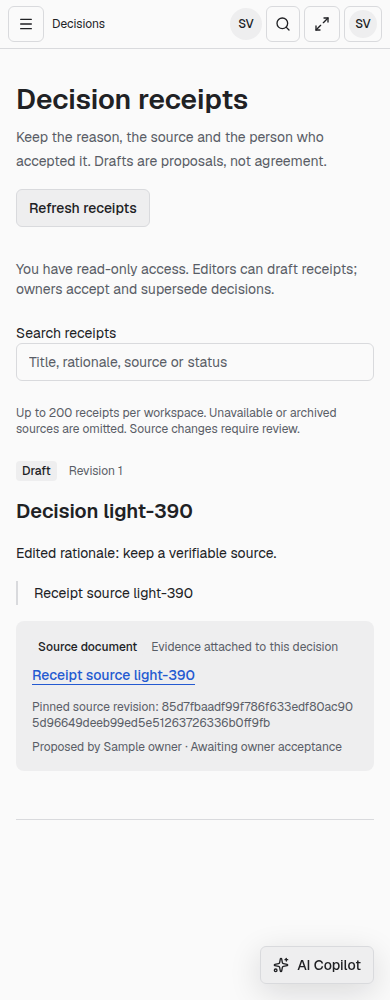 Decisions
SV
SV
Decision receipts
Keep the reason, the source and the person who
accepted it. Drafts are proposals, not agreement.
Refresh receipts
You have read-only access. Editors can draft receipts;
owners accept and supersede decisions.
Search receipts
Title, rationale, source or status
Up to 200 receipts per workspace. Unavailable or archived
sources are omitted. Source changes require review.
Draft Revision 1
Decision light-390
Edited rationale: keep a verifiable source.
Receipt source light-390
Source document Evidence attached to this decision
Receipt source light-390
Pinned source revision: 85d7fbaadf99f786f633edf80ac90
5d96649deeb99ed5e51263726336b0ff9fb
Proposed by Sample owner · Awaiting owner acceptance
AI Copilot